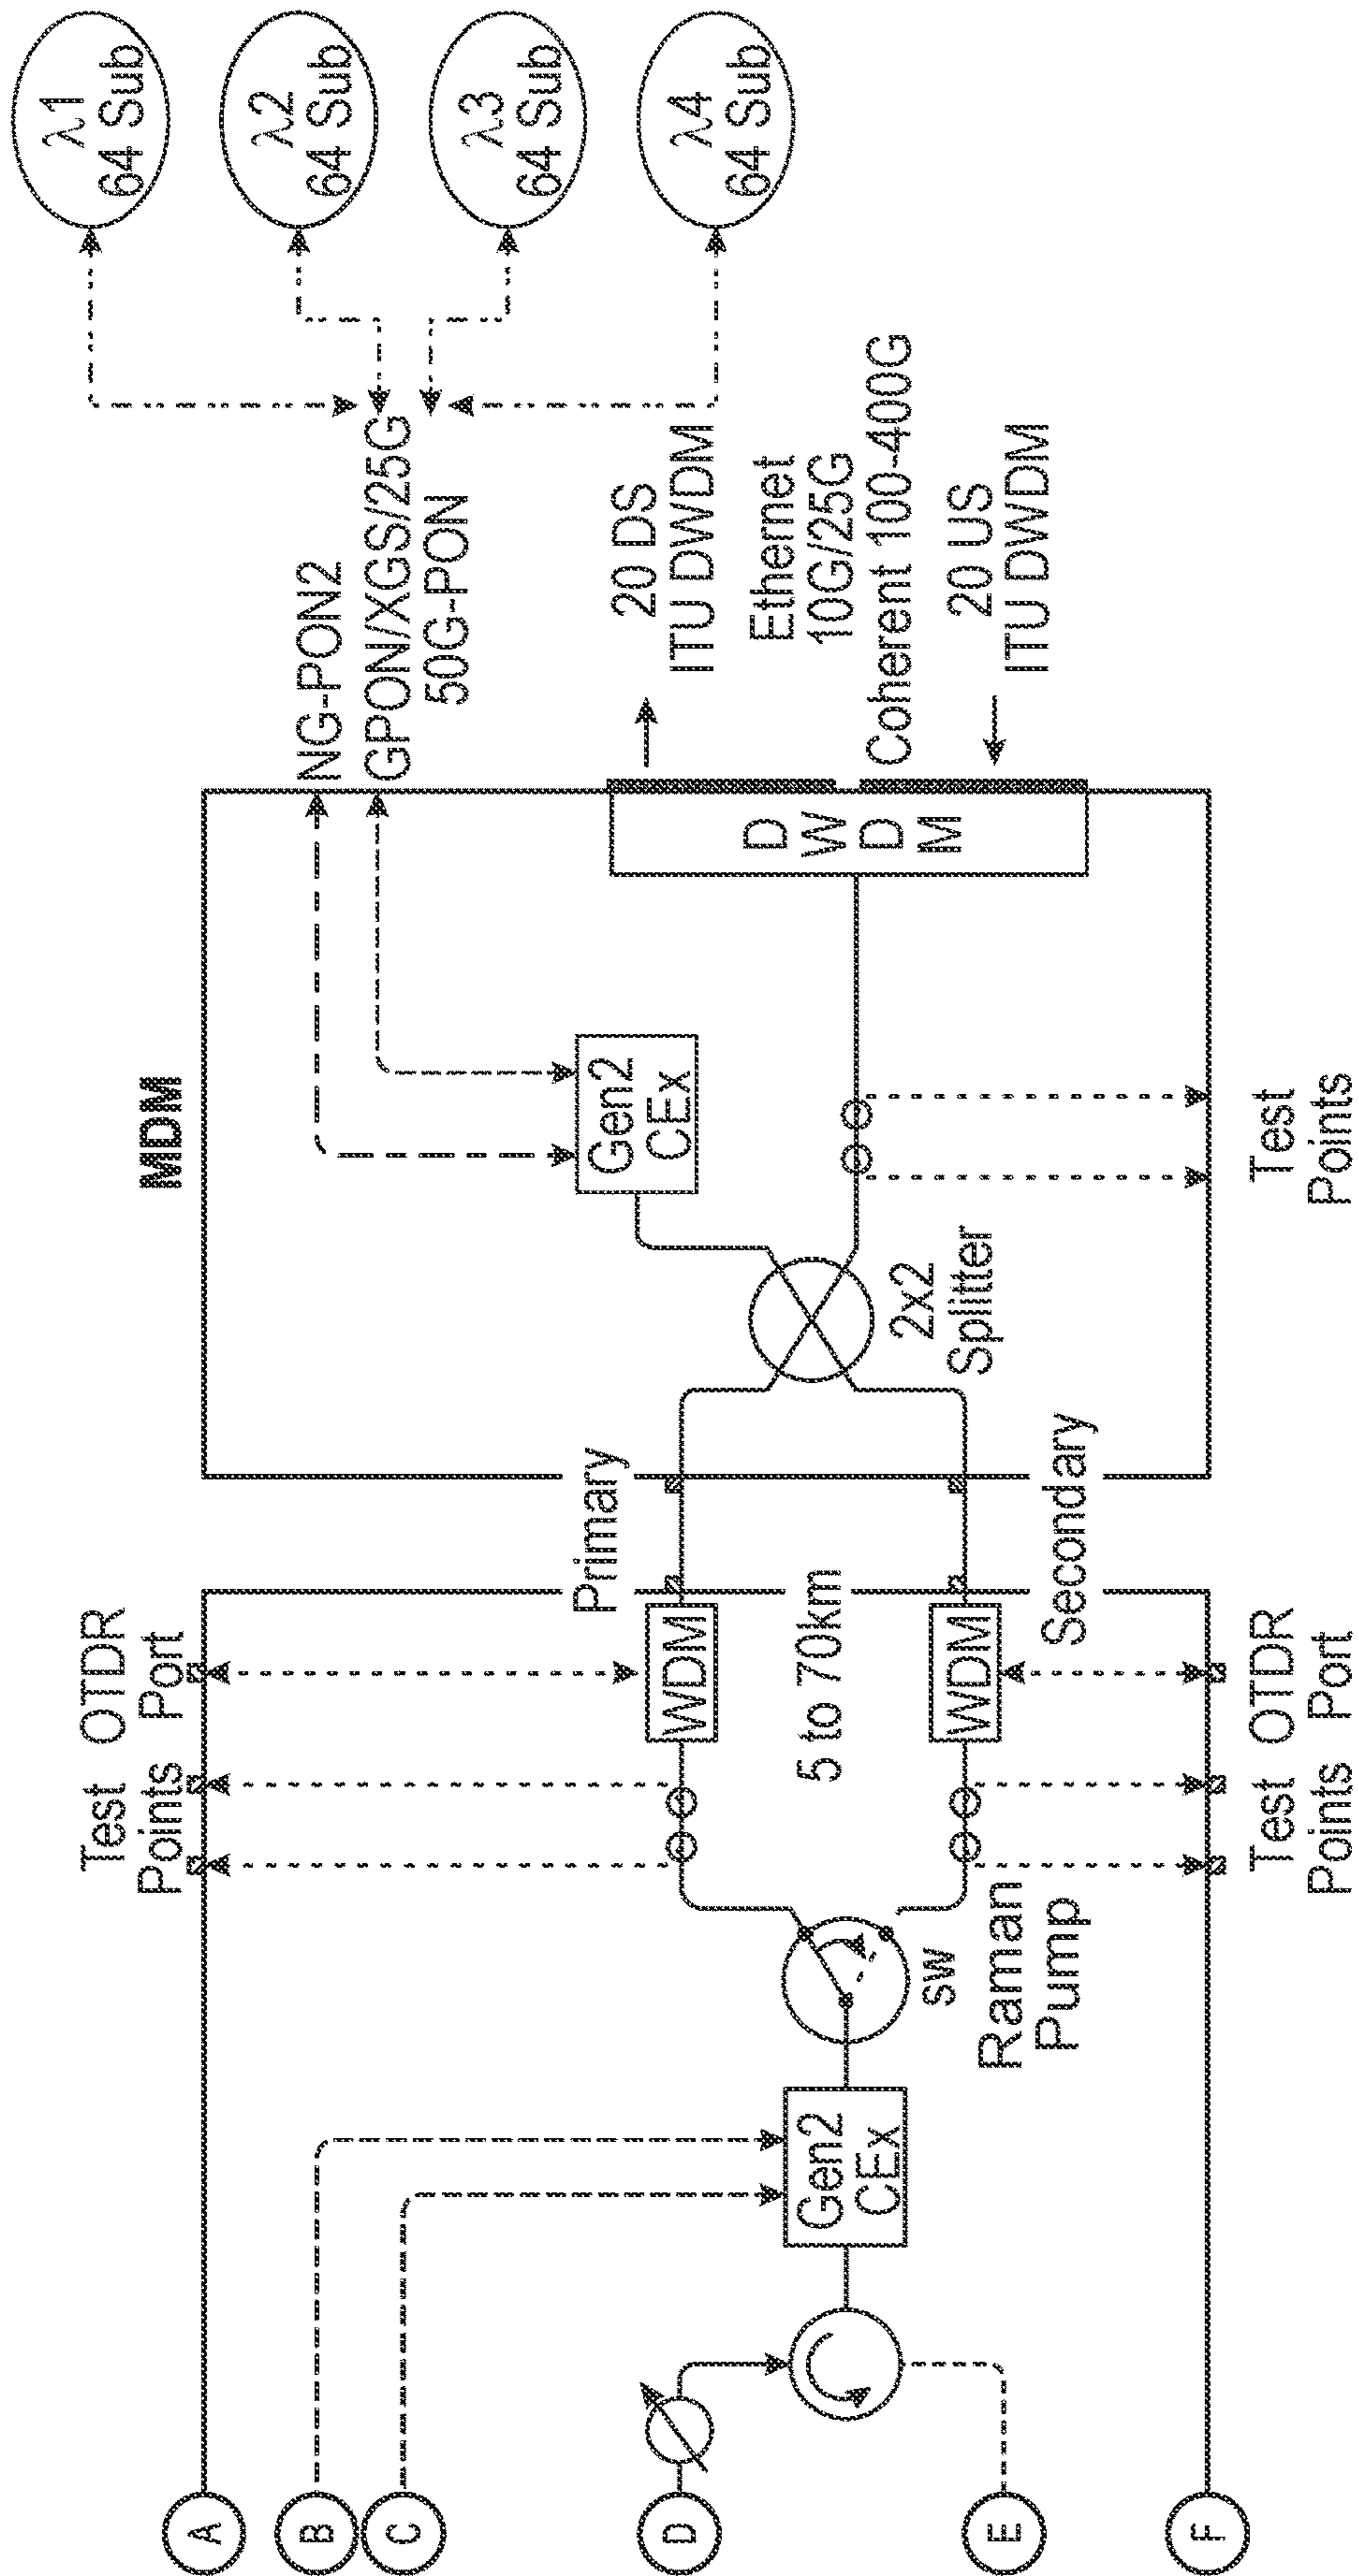 A
B
C
D
E
F
Gen2
CEx
sw
Raman
Pump
Test
Points
OTDR
Port
WDM
5 to 70km
WDM
Test
Points
OTDR
Port
Primary
Secondary
MDM
2x2
Splitter
Gen2
CEx
Test
Points
D
W
D
M
NG-PON2
GPON/XGS/25G
50G-PON
20 DS
ITU DWDM
Ethernet
10G/25G
Coherent 100-400G
20 US
ITU DWDM
λ1
64 Sub
λ2
64 Sub
λ3
64 Sub
λ4
64 Sub